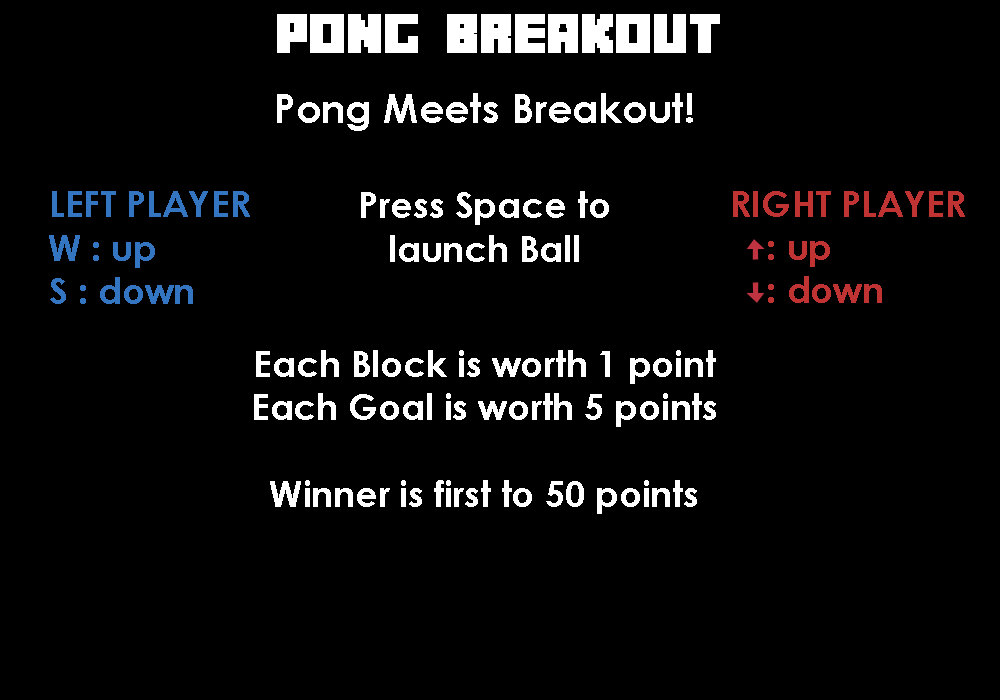 PONG BREAKOUT
Pong Meets Breakout!
LEFT PLAYER
W : up
S : down
Press Space to
launch Ball
RIGHT PLAYER
↑: up
↓: down
Each Block is worth 1 point
Each Goal is worth 5 points
Winner is first to 50 points